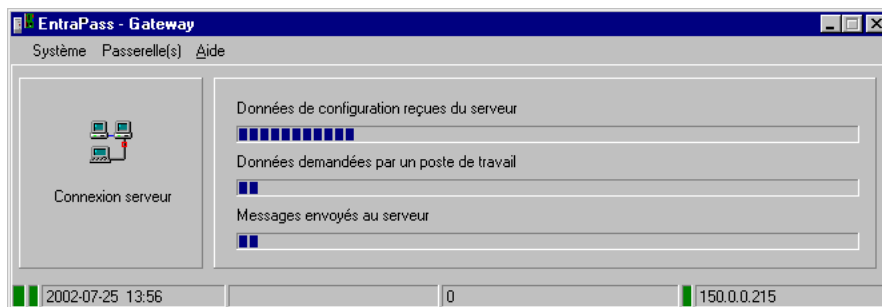 EntraPass - Gateway
Système Passerelle(s) Aide
Données de configuration reçues du serveur
Données demandées par un poste de travail
Connexion serveur
Messages envoyés au serveur
2002-07-25 13:56 0 150.0.0.215